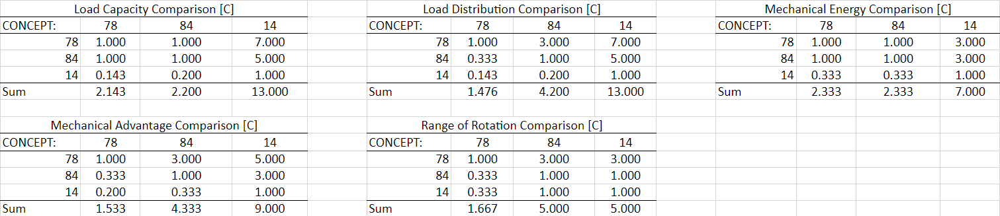 Load Capacity Comparison [C]
CONCEPT: 78 84 14
78 1.000 1.000 7.000
84 1.000 1.000 5.000
14 0.143 0.200 1.000
Sum 2.143 2.200 13.000
Load Distribution Comparison [C]
CONCEPT: 78 84 14
78 1.000 3.000 7.000
84 0.333 1.000 5.000
14 0.143 0.200 1.000
Sum 1.476 4.200 13.000
Mechanical Energy Comparison [C]
CONCEPT: 78 84 14
78 1.000 1.000 3.000
84 1.000 1.000 3.000
14 0.333 0.333 1.000
Sum 2.333 2.333 7.000
Mechanical Advantage Comparison [C]
CONCEPT: 78 84 14
78 1.000 3.000 5.000
84 0.333 1.000 3.000
14 0.200 0.333 1.000
Sum 1.533 4.333 9.000
Range of Rotation Comparison [C]
CONCEPT: 78 84 14
78 1.000 3.000 3.000
84 0.333 1.000 1.000
14 0.333 1.000 1.000
Sum 1.667 5.000 5.000